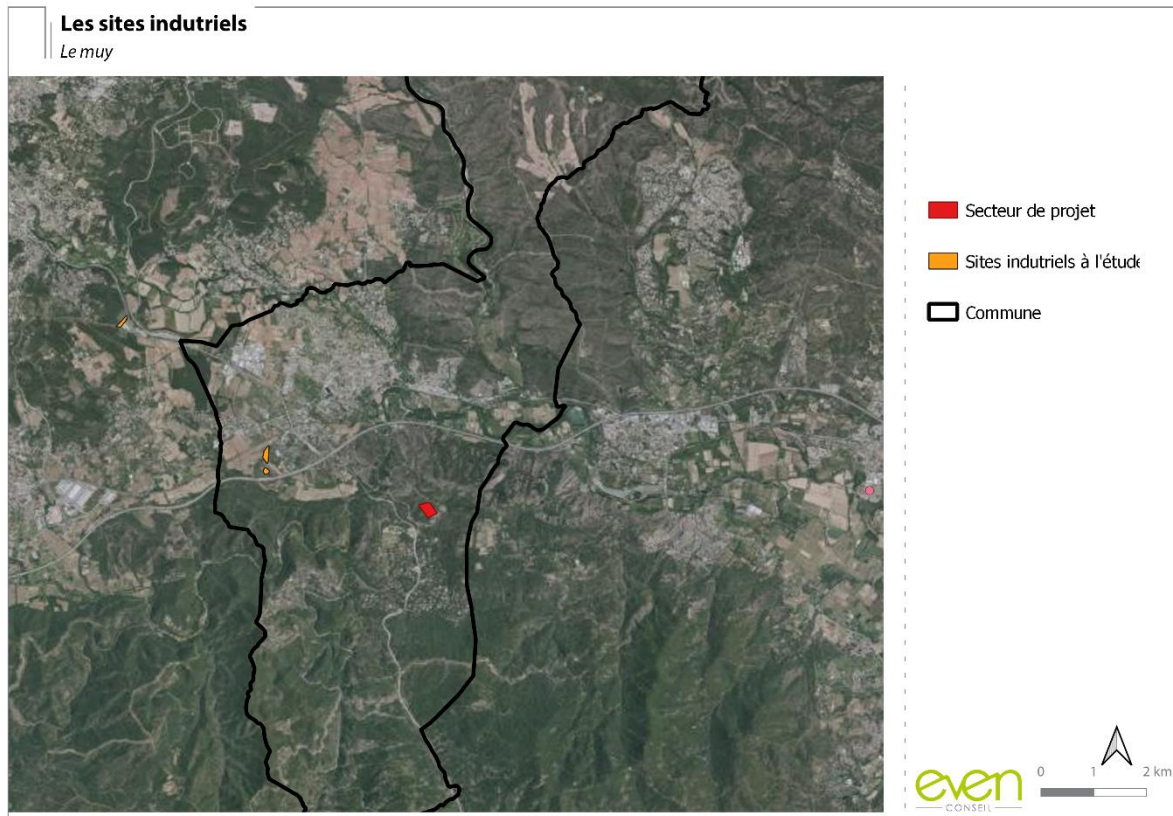 Les sites indutriels
Le muy
Secteur de projet
Sites indutriels à l'étude
Commune
even
CONSEIL
0 1 2 km